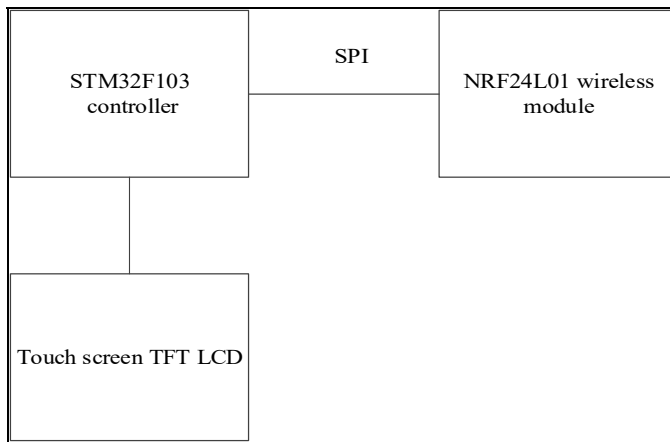 STM32F103
controller
SPI
NRF24L01 wireless
module
Touch screen TFT LCD